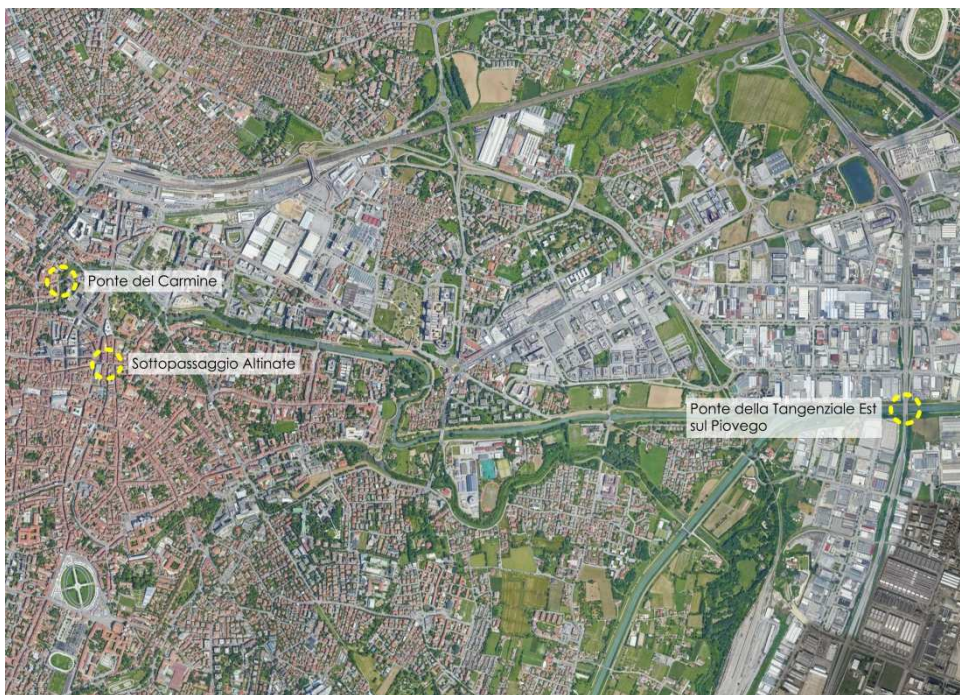 Ponte del Carmine
Sottopassaggio Altinate
Ponte della Tangenziale Est
sul Piovego